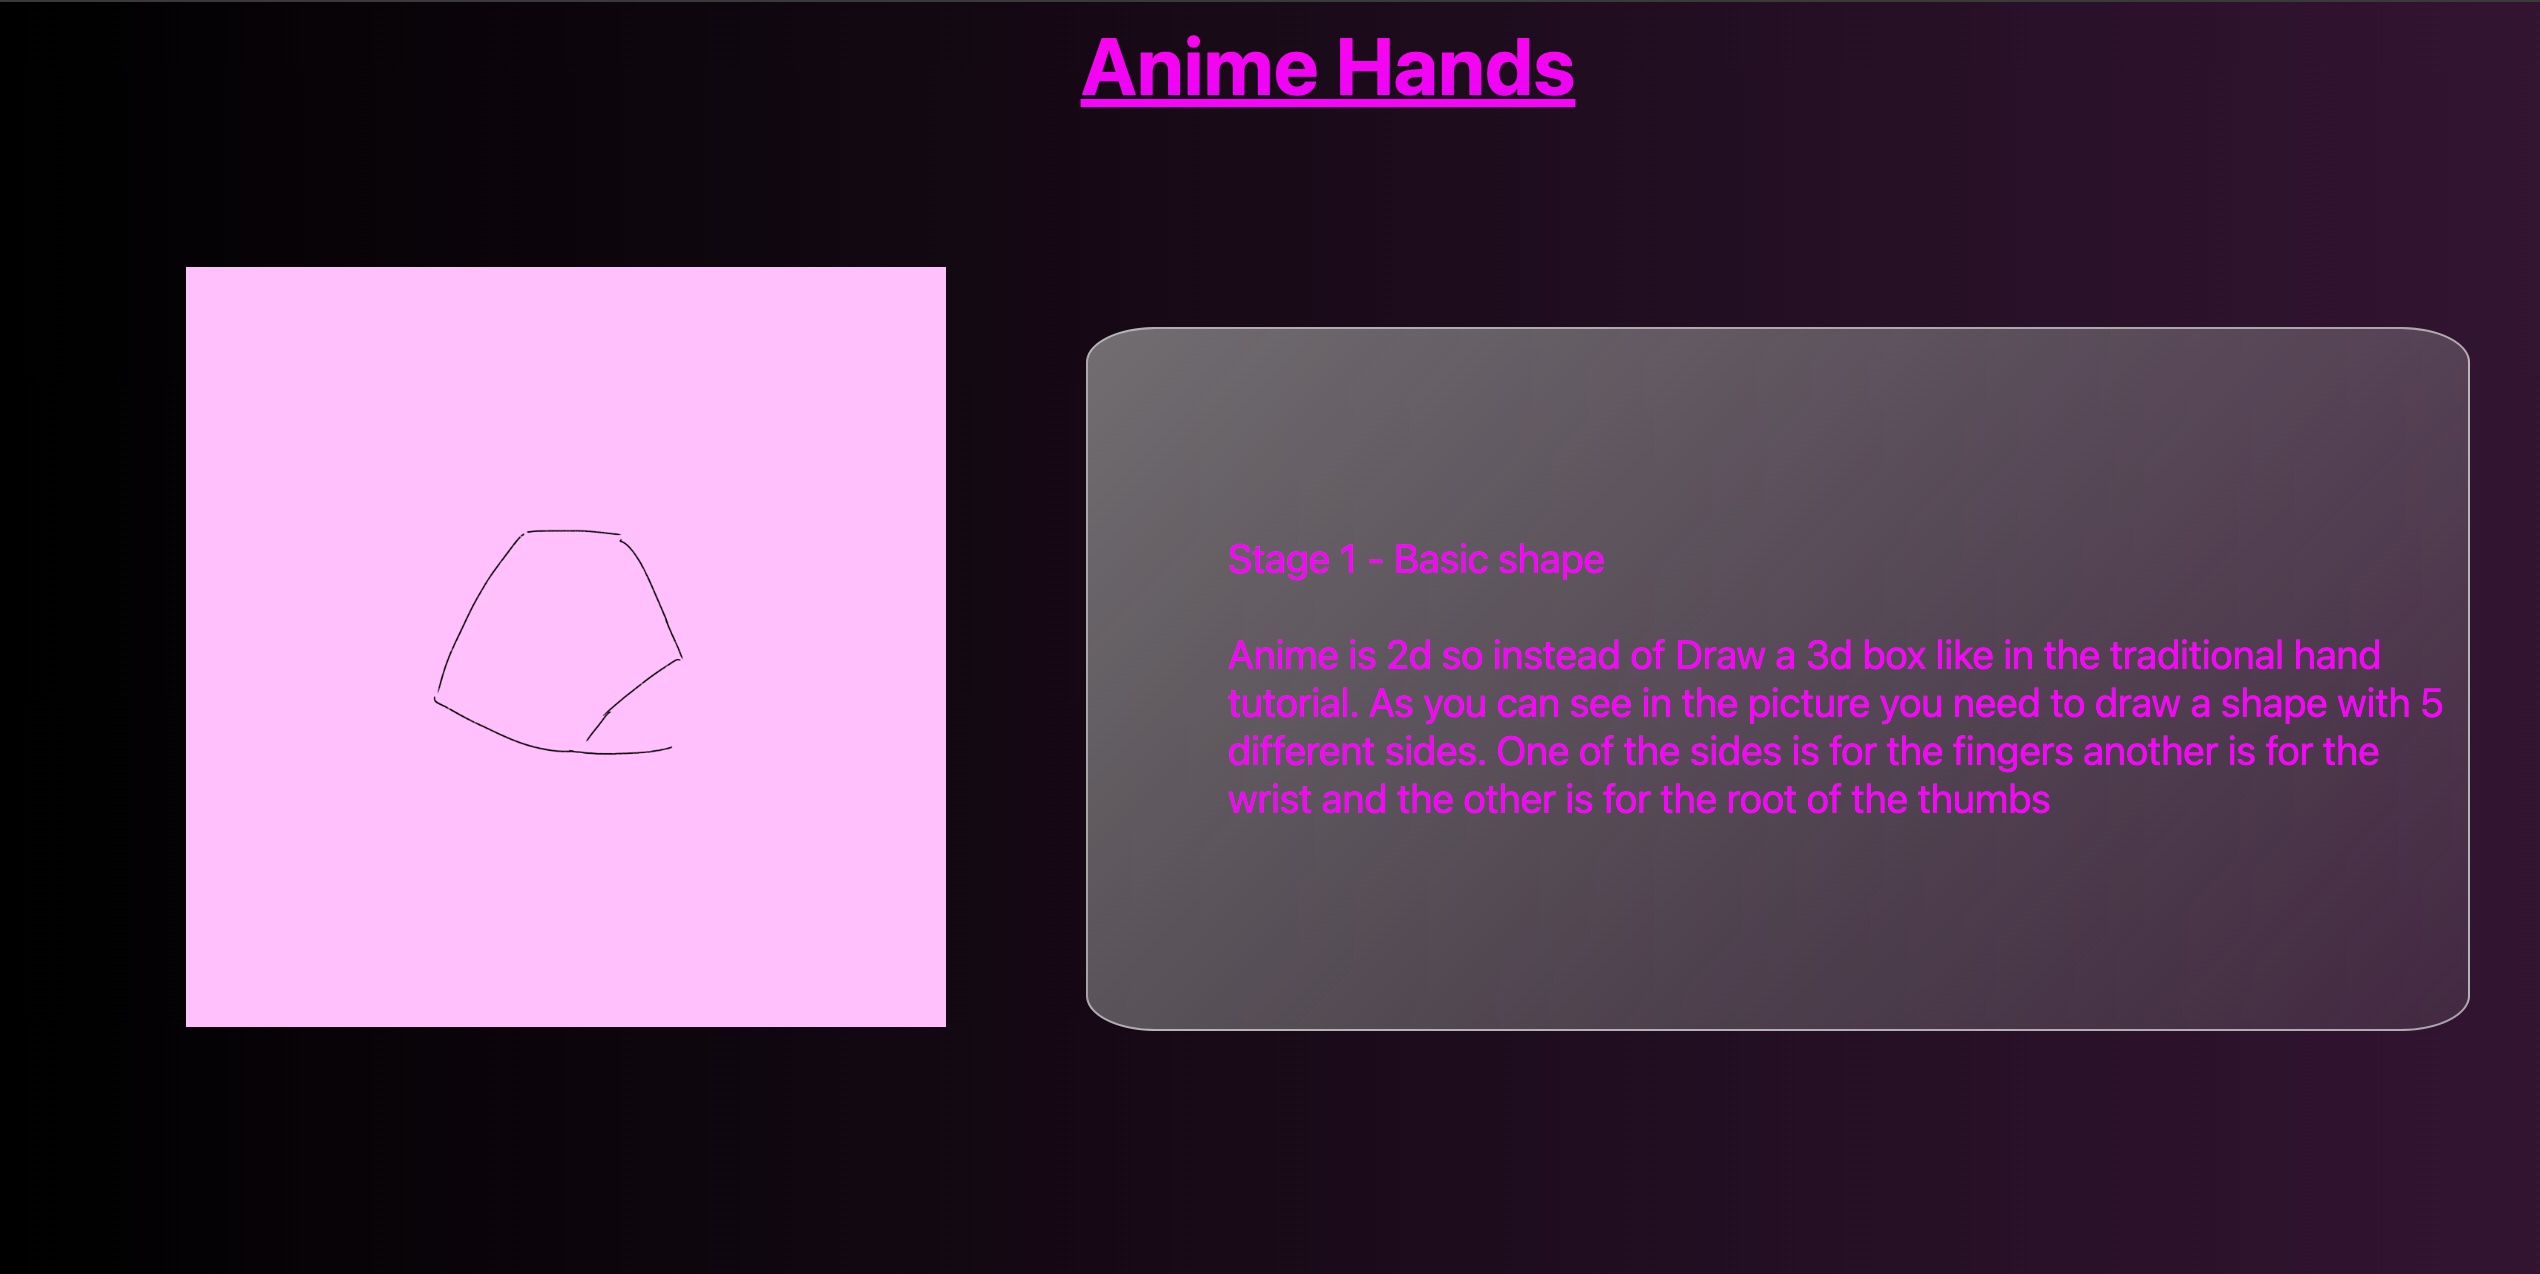 Anime Hands
Stage 1 - Basic shape
Anime is 2d so instead of Draw a 3d box like in the traditional hand
tutorial. As you can see in the picture you need to draw a shape with 5
different sides. One of the sides is for the fingers another is for the
wrist and the other is for the root of the thumbs